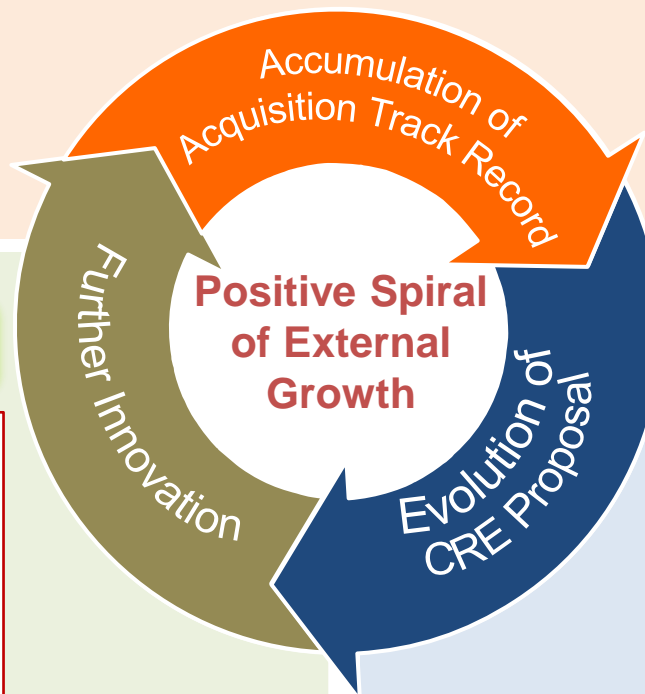 Accumulation of
Acquisition Track Record
Positive Spiral
of External
Growth
Evolution of
CRE Proposal
Further Innovation